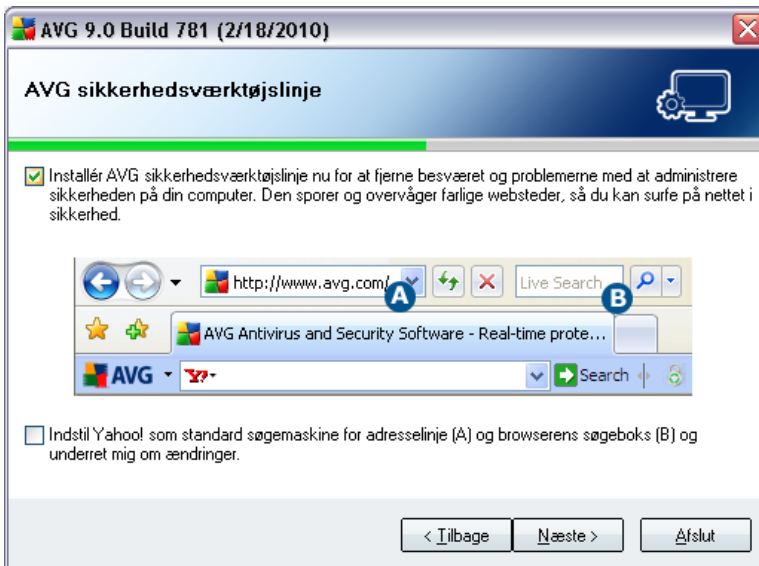 AVG 9.0 Build 781 (2/18/2010)
AVG sikkerhedsværktøjslinje
Installér AVG sikkerhedsværktøjslinje nu for at fjerne besværet og problemerne med at administrere
sikkerheden på din computer. Den sporer og overvåger farlige websteder, så du kan surfe på nettet i
sikkerhed.
http://www.avg.com/ A Live Search B
AVG Antivirus and Security Software - Real-time prote...
AVG Y! Search
Indstil Yahoo! som standard søgemaskine for adresselinje (A) og browserens søgeboks (B) og
underret mig om ændringer.
< Tilbage Næste > Afslut